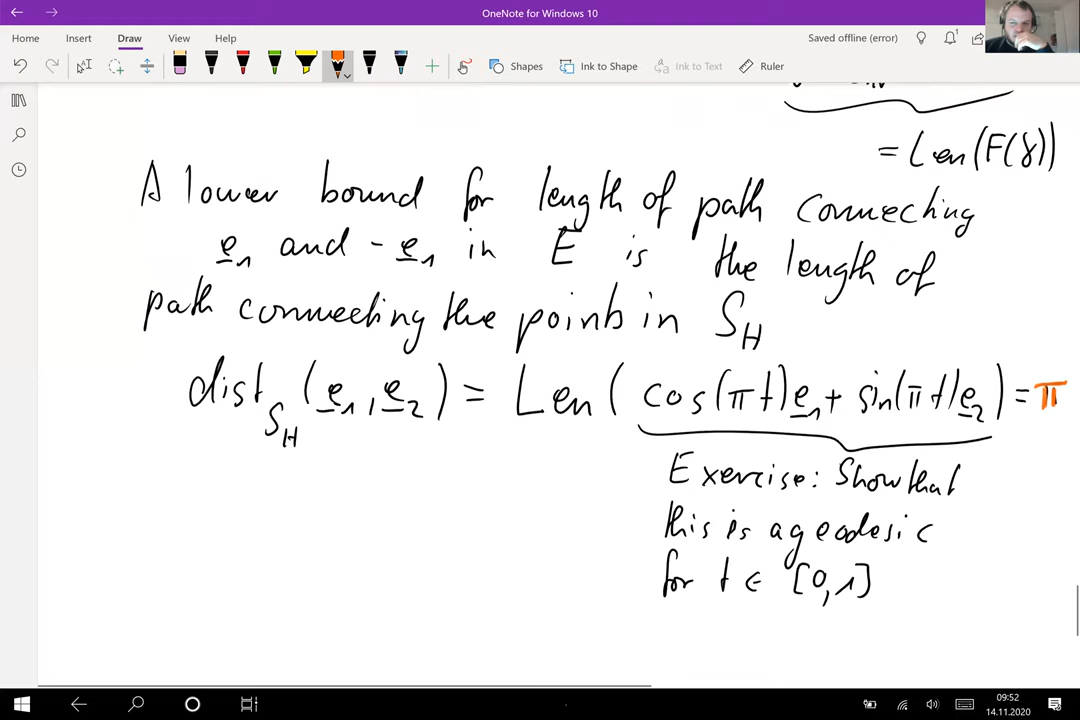 OneNote for Windows 10
Home Insert Draw View Help
Saved offline (error)
Shapes Ink to Shape Ink to Text Ruler
= Len(F(γ))
A lower bound for length of path connecting
e₁ and -e₁ in E is the length of
path connecting the points in S_H
dist_{S_H}(e₁, e₂) = Len(cos(πt)e₁ + sin(πt)e₂) = π
Exercise: Show that
this is a geodesic
for t ∈ [0,1]
09:52
14.11.2020